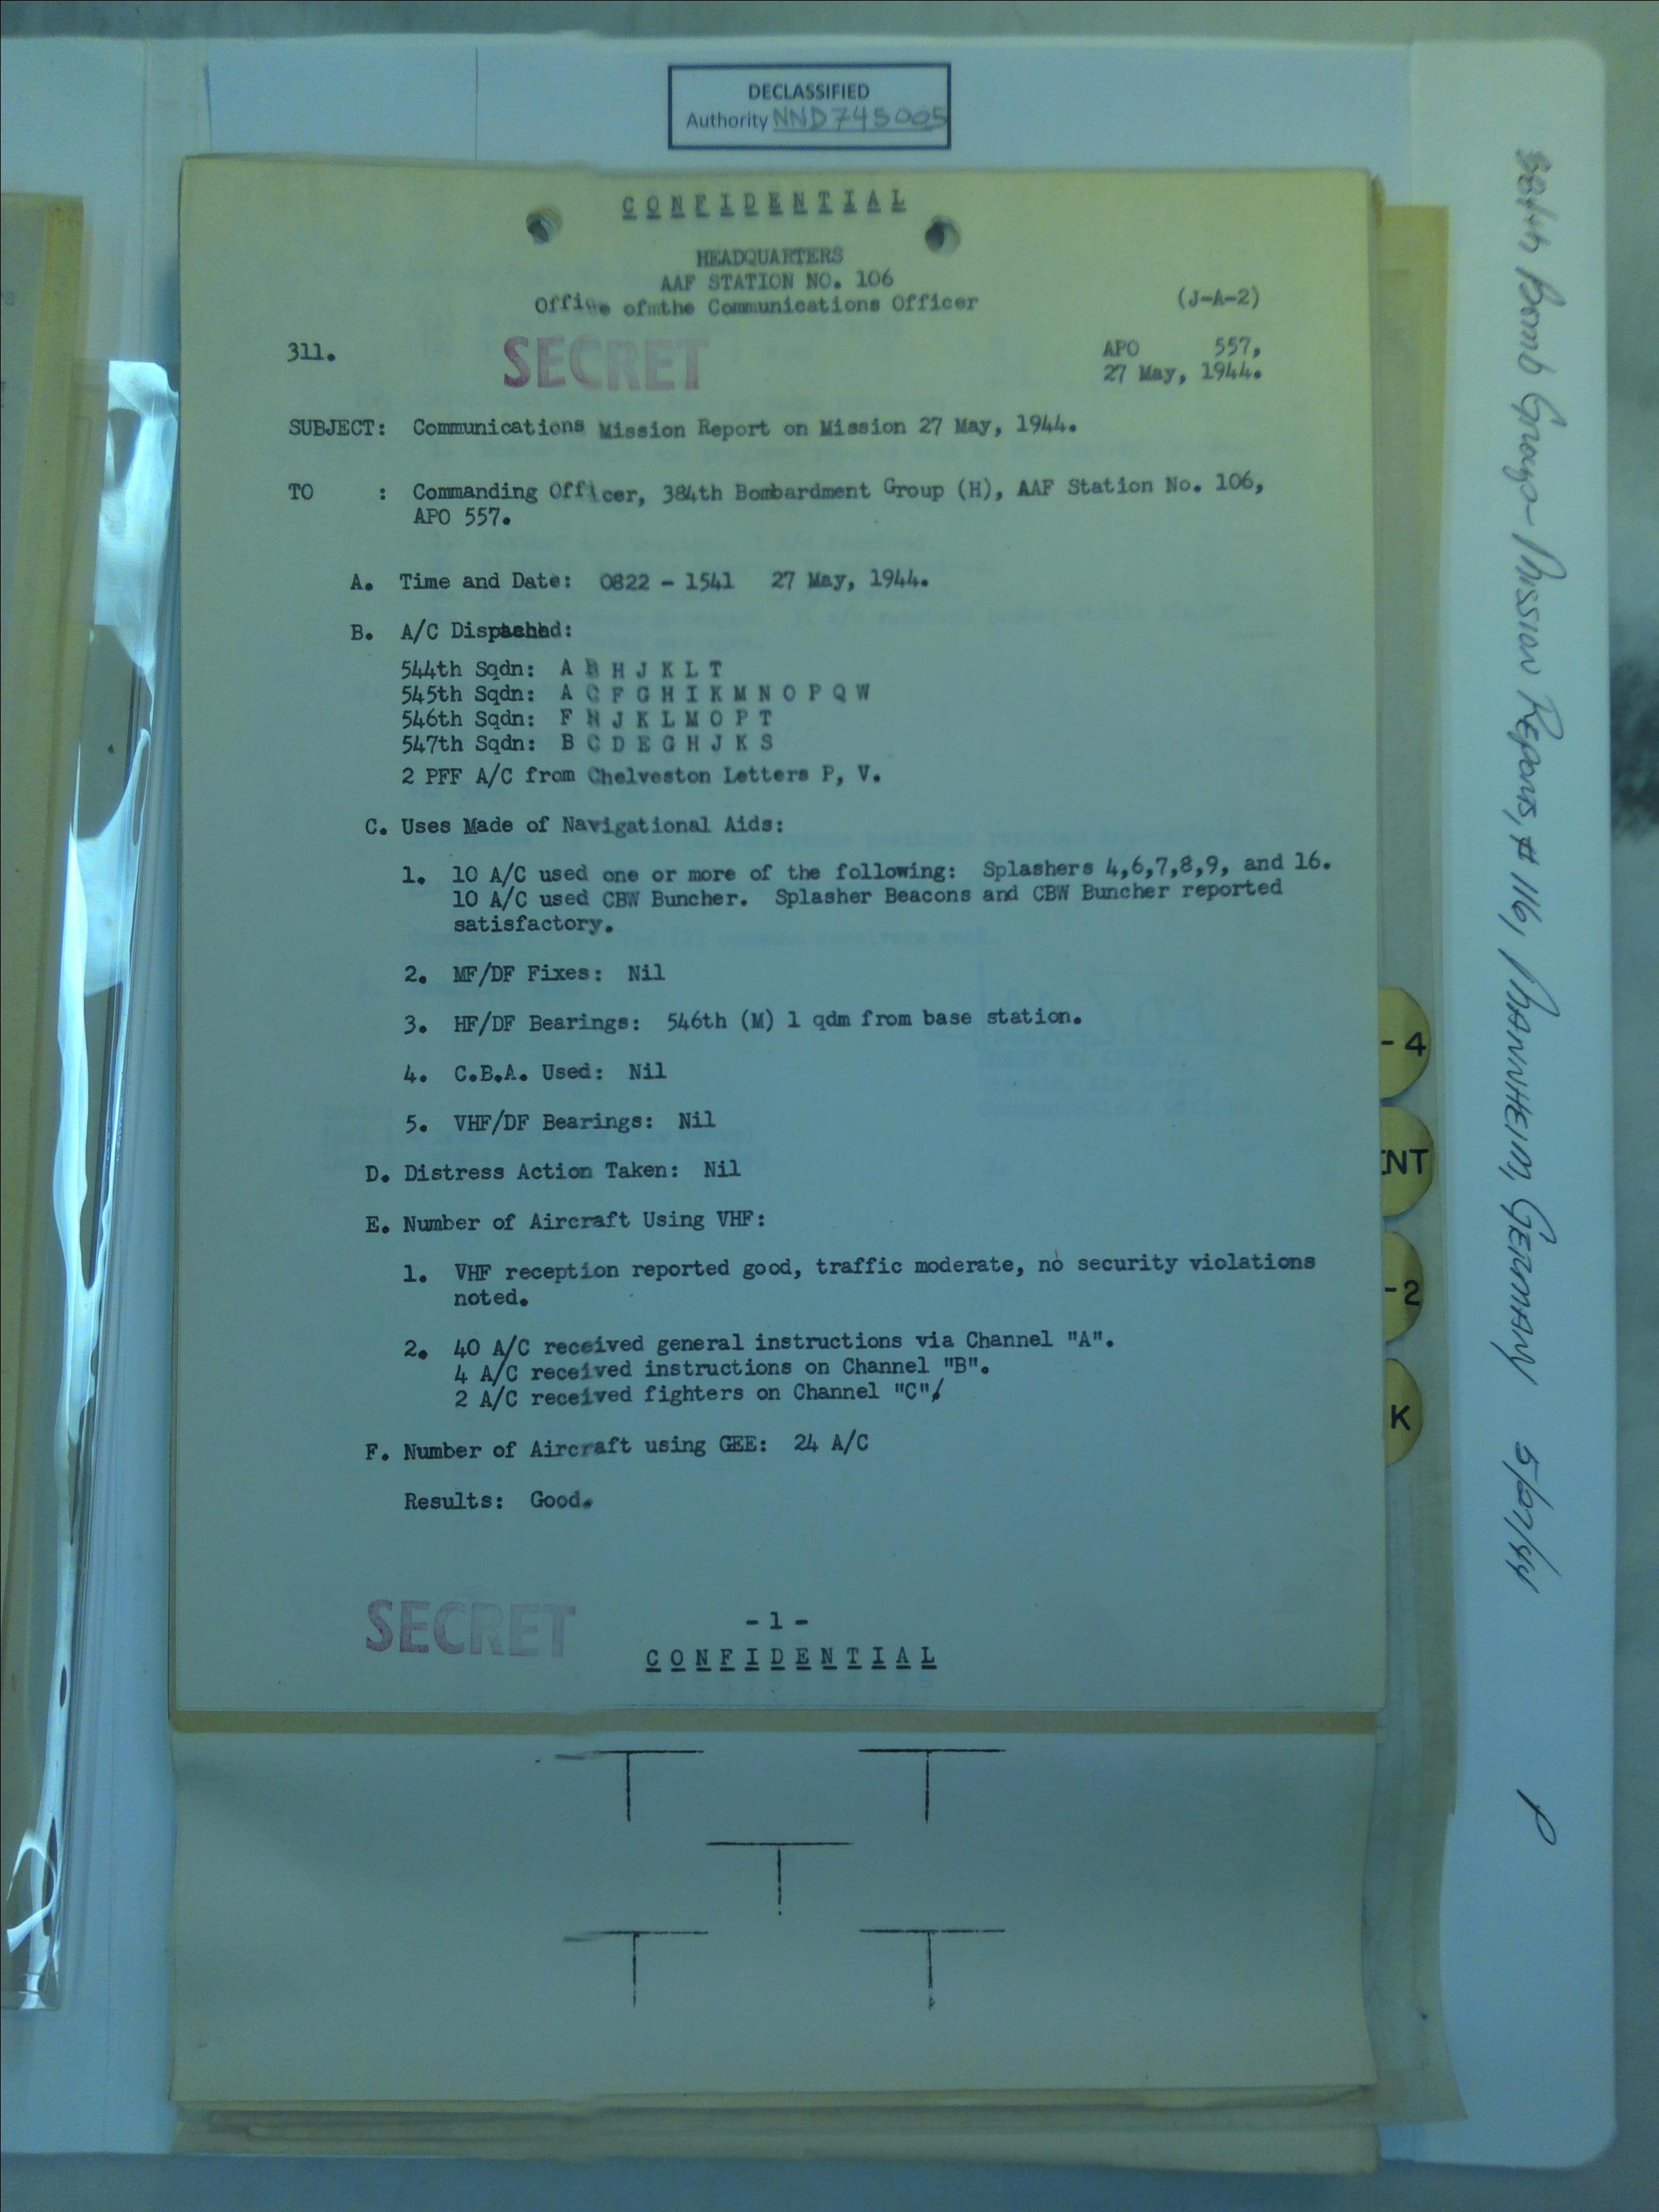 DECLASSIFIED
Authority NND745005
CONFIDENTIAL
HEADQUARTERS
AAF STATION NO. 106
Office ofmthe Communications Officer
(J-A-2)
311.
SECRET
APO 557,
27 May, 1944.
SUBJECT: Communications Mission Report on Mission 27 May, 1944.
TO : Commanding Officer, 384th Bombardment Group (H), AAF Station No. 106,
APO 557.
A. Time and Date: 0822 - 1541 27 May, 1944.
B. A/C
544th Sqdn: A B H J K L T
545th Sqdn: A C F G H I K M N O P Q W
546th Sqdn: F H J K L M O P T
547th Sqdn: B C D E G H J K S
2 PFF A/C from Chelveston Letters P, V.
C. Uses Made of Navigational Aids:
1. 10 A/C used one or more of the following: Splashers 4,6,7,8,9, and 16.
10 A/C used CBW Buncher. Splasher Beacons and CBW Buncher reported
satisfactory.
2. MF/DF Fixes: Nil
3. HF/DF Bearings: 546th (M) 1 qdm from base station.
4. C.B.A. Used: Nil
5. VHF/DF Bearings: Nil
D. Distress Action Taken: Nil
E. Number of Aircraft Using VHF:
1. VHF reception reported good, traffic moderate, no security violations
noted.
2. 40 A/C received general instructions via Channel "A".
4 A/C received instructions on Channel "B".
2 A/C received fighters on Channel "C"/
F. Number of Aircraft using GEE: 24 A/C
Results: Good.
SECRET
- 1 -
CONFIDENTIAL
384th Bomb Group - Mission Reports, # 116, MANNHEIM, GERMANY 5/27/44 P
-4
INT
-2
K